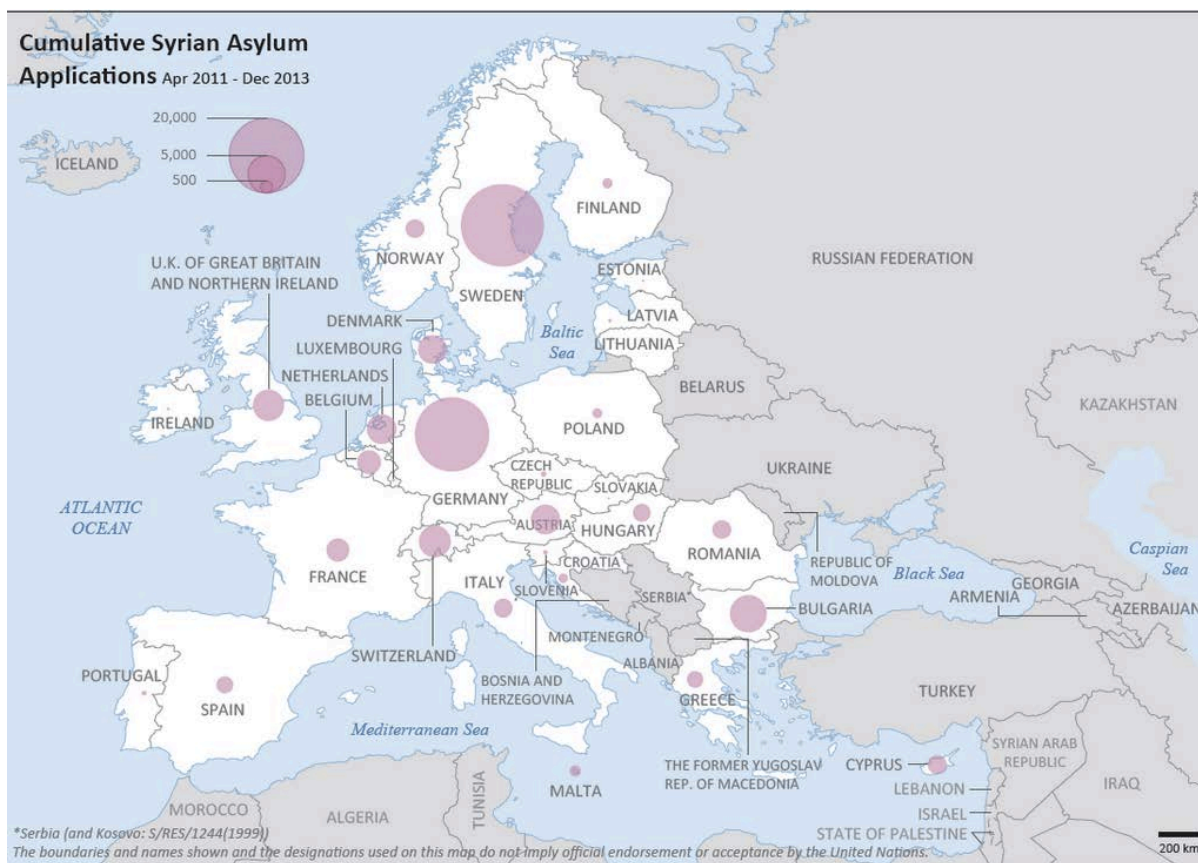 Cumulative Syrian Asylum
Applications Apr 2011 - Dec 2013
20,000
5,000
500
ICELAND
FINLAND
NORWAY
SWEDEN
RUSSIAN FEDERATION
U.K. OF GREAT BRITAIN
AND NORTHERN IRELAND
ESTONIA
LATVIA
LITHUANIA
Baltic
Sea
DENMARK
LUXEMBOURG
NETHERLANDS
BELGIUM
IRELAND
BELARUS
KAZAKHSTAN
POLAND
UKRAINE
CZECH
REPUBLIC
GERMANY
SLOVAKIA
ATLANTIC
OCEAN
AUSTRIA
HUNGARY
ROMANIA
REPUBLIC OF
MOLDOVA
FRANCE
ITALY
CROATIA
SLOVENIA
SERBIA*
Black Sea
Caspian
Sea
GEORGIA
ARMENIA
AZERBAIJAN
BULGARIA
MONTENEGRO
SWITZERLAND
ALBANIA
BOSNIA AND
HERZEGOVINA
PORTUGAL
SPAIN
GREECE
TURKEY
Mediterranean Sea
THE FORMER YUGOSLAV
REP. OF MACEDONIA
MALTA
CYPRUS
SYRIAN ARAB
REPUBLIC
LEBANON
IRAQ
ISRAEL
STATE OF PALESTINE
MOROCCO
ALGERIA
TUNISIA
*Serbia (and Kosovo: S/RES/1244(1999))
The boundaries and names shown and the designations used on this map do not imply official endorsement or acceptance by the United Nations.
200 km